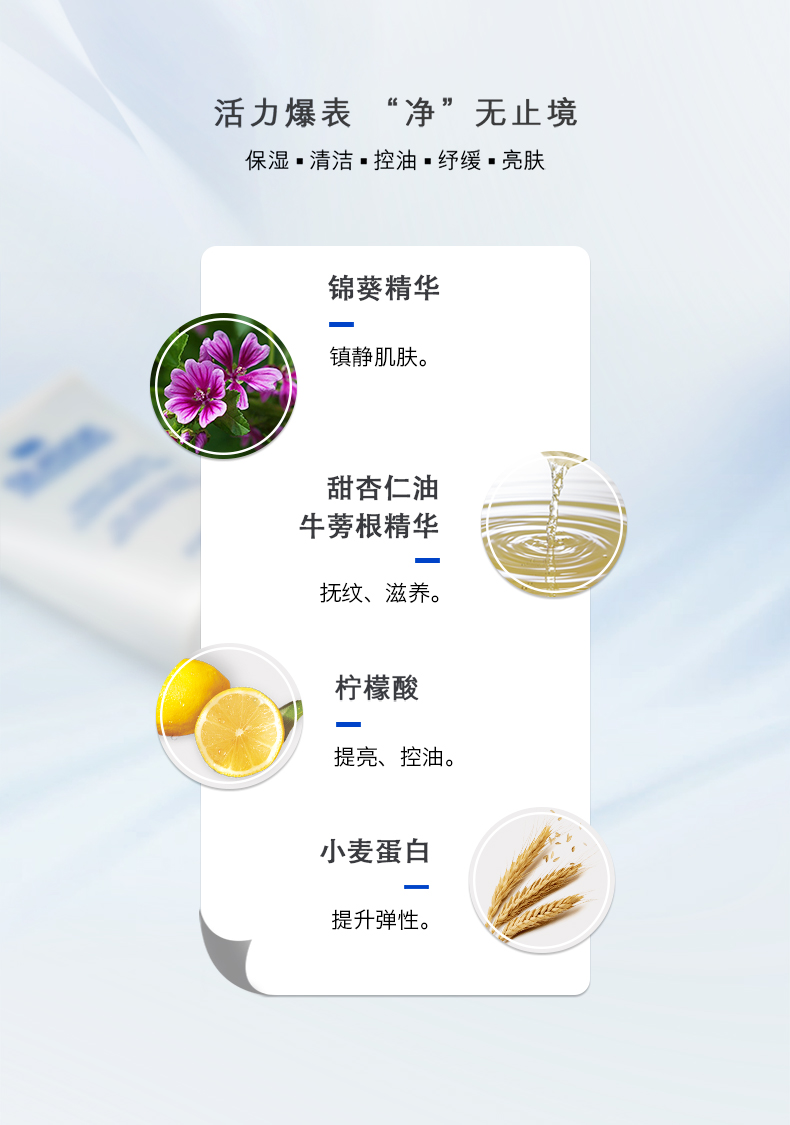 活力爆表 “净”无止境
保湿▪清洁▪控油▪纾缓▪亮肤
锦葵精华
镇静肌肤。
甜杏仁油
牛蒡根精华
抚纹、滋养。
柠檬酸
提亮、控油。
小麦蛋白
提升弹性。